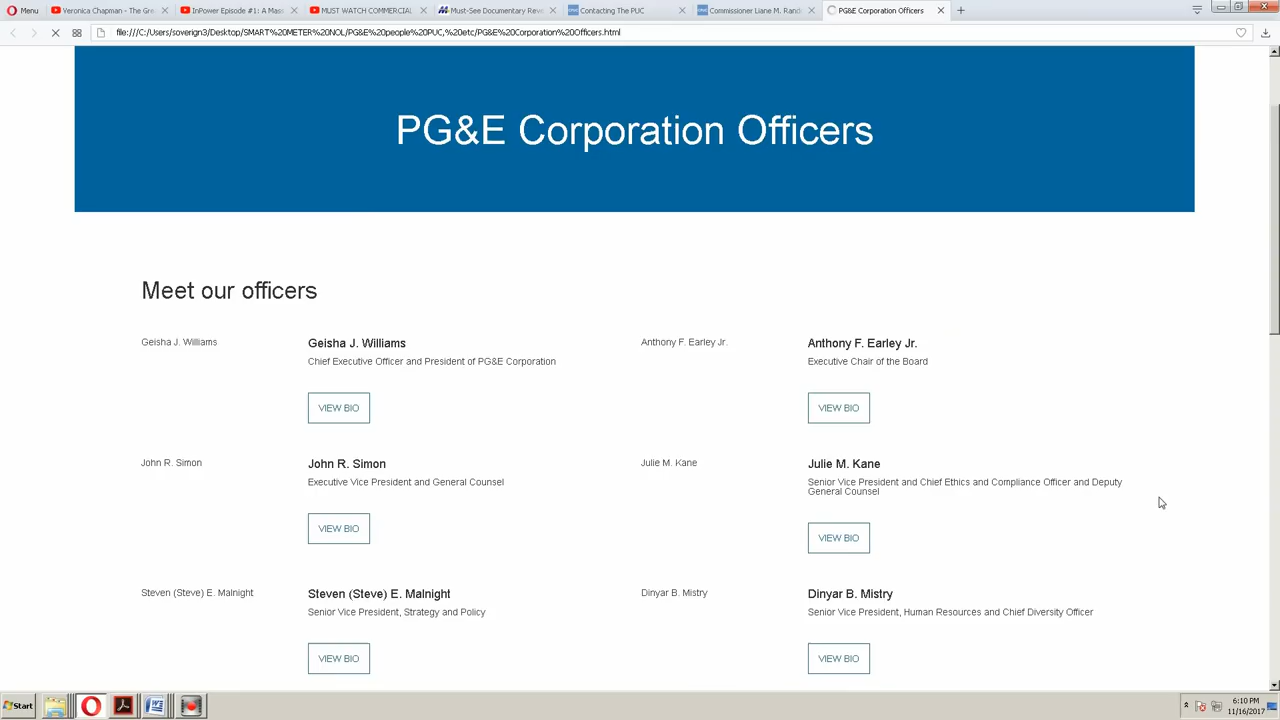 Menu
Veronica Chapman - The Gre
InPower Episode #1: A Mass
MUST WATCH COMMERCIAL
Must-See Documentary Revo
Contacting The PUC
Commissioner Liane M. Rand
PG&E Corporation Officers
file:///C:/Users/soverign3/Desktop/SMART%20METER%20NOL/PG&E%20people%20PUC,%20etc/PG&E%20Corporation%20Officers.html
PG&E Corporation Officers
Meet our officers
Geisha J. Williams
Geisha J. Williams
Chief Executive Officer and President of PG&E Corporation
VIEW BIO
Anthony F. Earley Jr.
Anthony F. Earley Jr.
Executive Chair of the Board
VIEW BIO
John R. Simon
John R. Simon
Executive Vice President and General Counsel
VIEW BIO
Julie M. Kane
Julie M. Kane
Senior Vice President and Chief Ethics and Compliance Officer and Deputy
General Counsel
VIEW BIO
Steven (Steve) E. Malnight
Steven (Steve) E. Malnight
Senior Vice President, Strategy and Policy
VIEW BIO
Dinyar B. Mistry
Dinyar B. Mistry
Senior Vice President, Human Resources and Chief Diversity Officer
VIEW BIO
Start
6:10 PM
11/16/2017